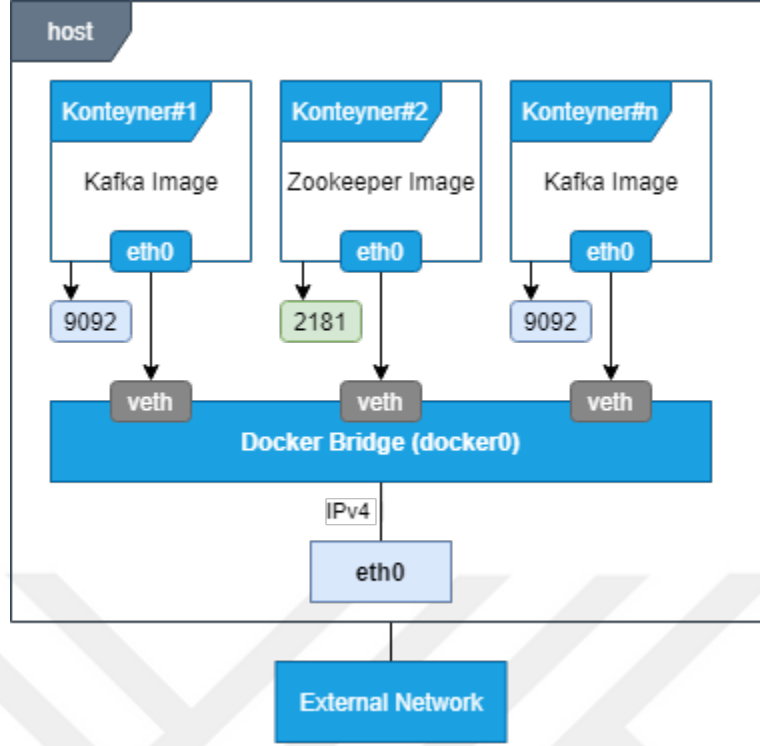 host
Konteyner#1
Konteyner#2
Konteyner#n
Kafka Image
Zookeeper Image
Kafka Image
eth0
eth0
eth0
9092
2181
9092
veth
veth
veth
Docker Bridge (docker0)
IPv4
eth0
External Network